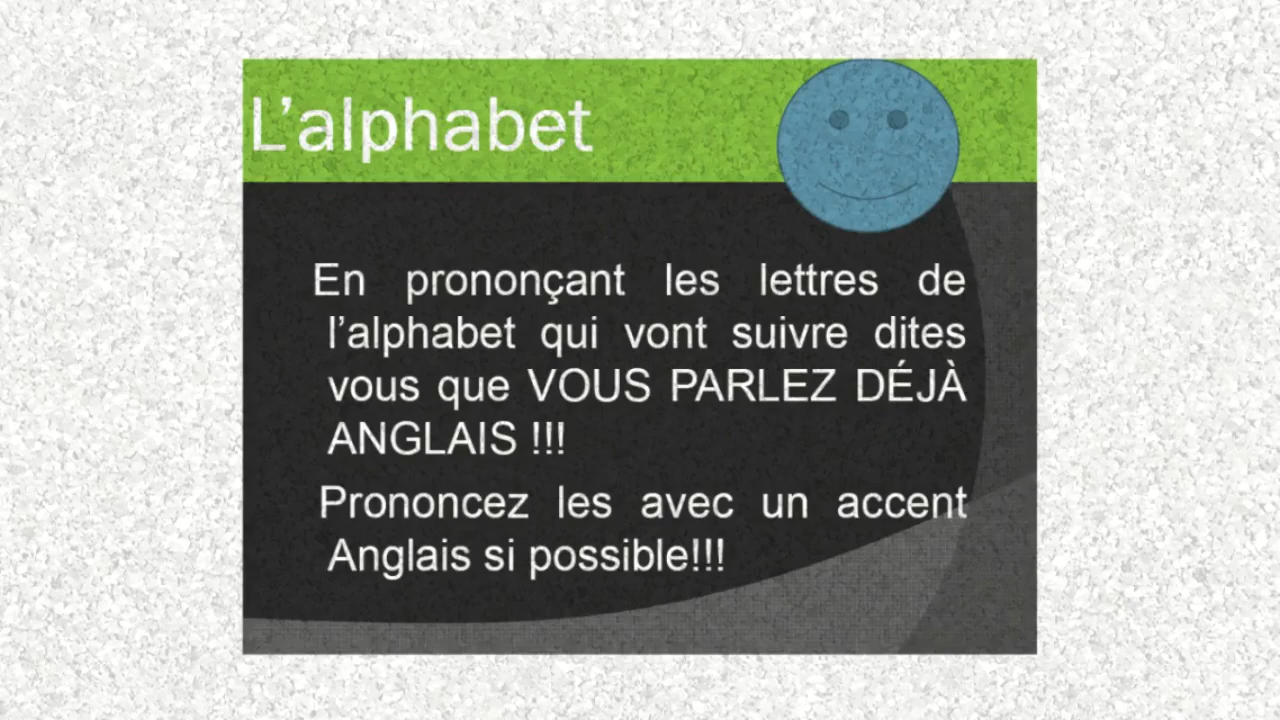 L’alphabet
En prononçant les lettres de
l’alphabet qui vont suivre dites
vous que VOUS PARLEZ DÉJÀ
ANGLAIS !!!
Prononcez les avec un accent
Anglais si possible!!!